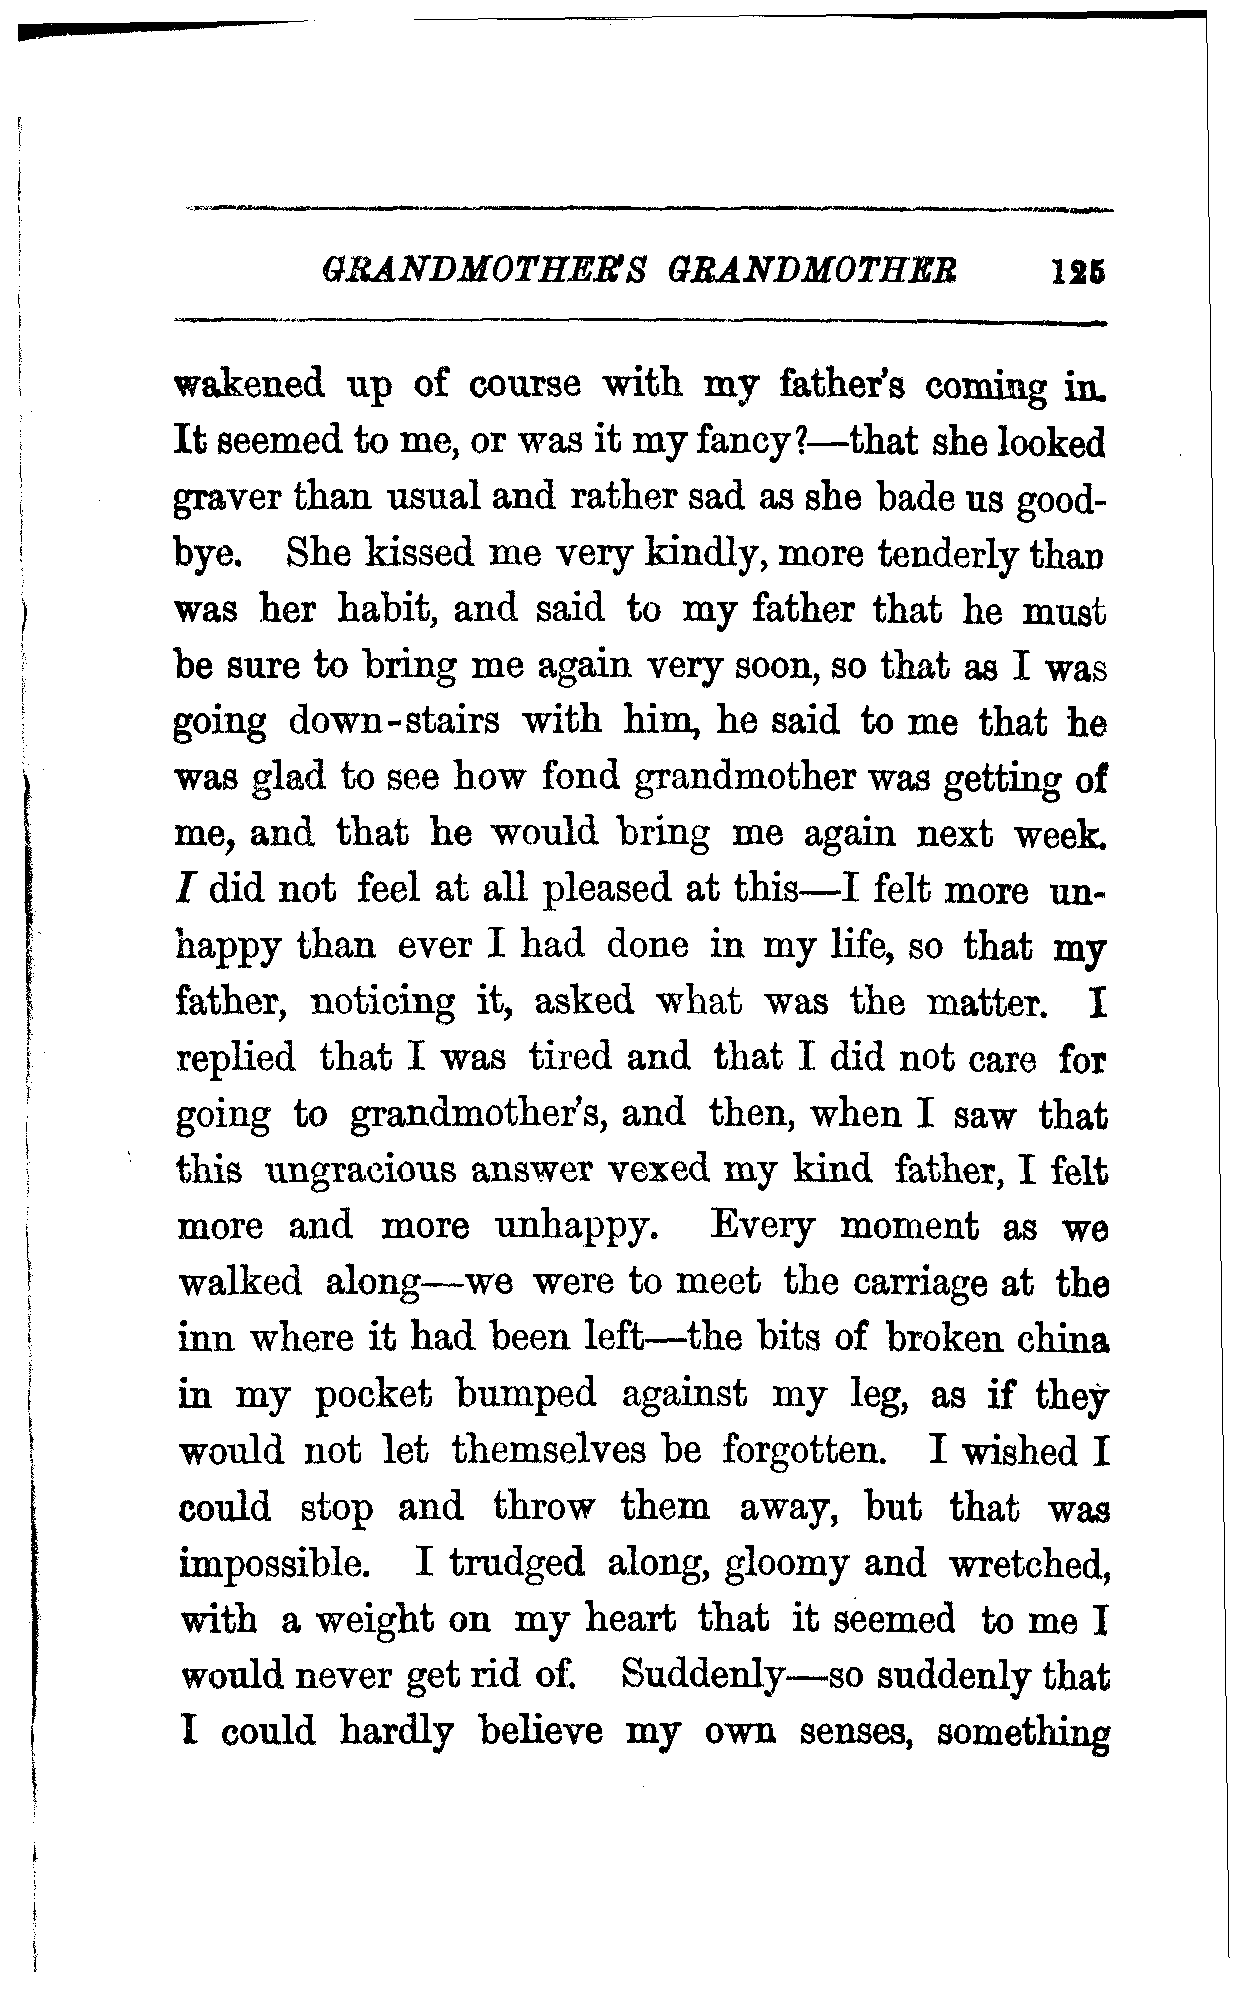 GRANDMOTHER'S GRANDMOTHER 125
wakened up of course with my father's coming in.
It seemed to me, or was it my fancy?—that she looked
graver than usual and rather sad as she bade us good-
bye. She kissed me very kindly, more tenderly than
was her habit, and said to my father that he must
be sure to bring me again very soon, so that as I was
going down-stairs with him, he said to me that he
was glad to see how fond grandmother was getting of
me, and that he would bring me again next week.
I did not feel at all pleased at this—I felt more un-
happy than ever I had done in my life, so that my
father, noticing it, asked what was the matter. I
replied that I was tired and that I did not care for
going to grandmother's, and then, when I saw that
this ungracious answer vexed my kind father, I felt
more and more unhappy. Every moment as we
walked along—we were to meet the carriage at the
inn where it had been left—the bits of broken china
in my pocket bumped against my leg, as if they
would not let themselves be forgotten. I wished I
could stop and throw them away, but that was
impossible. I trudged along, gloomy and wretched,
with a weight on my heart that it seemed to me I
would never get rid of. Suddenly—so suddenly that
I could hardly believe my own senses, something